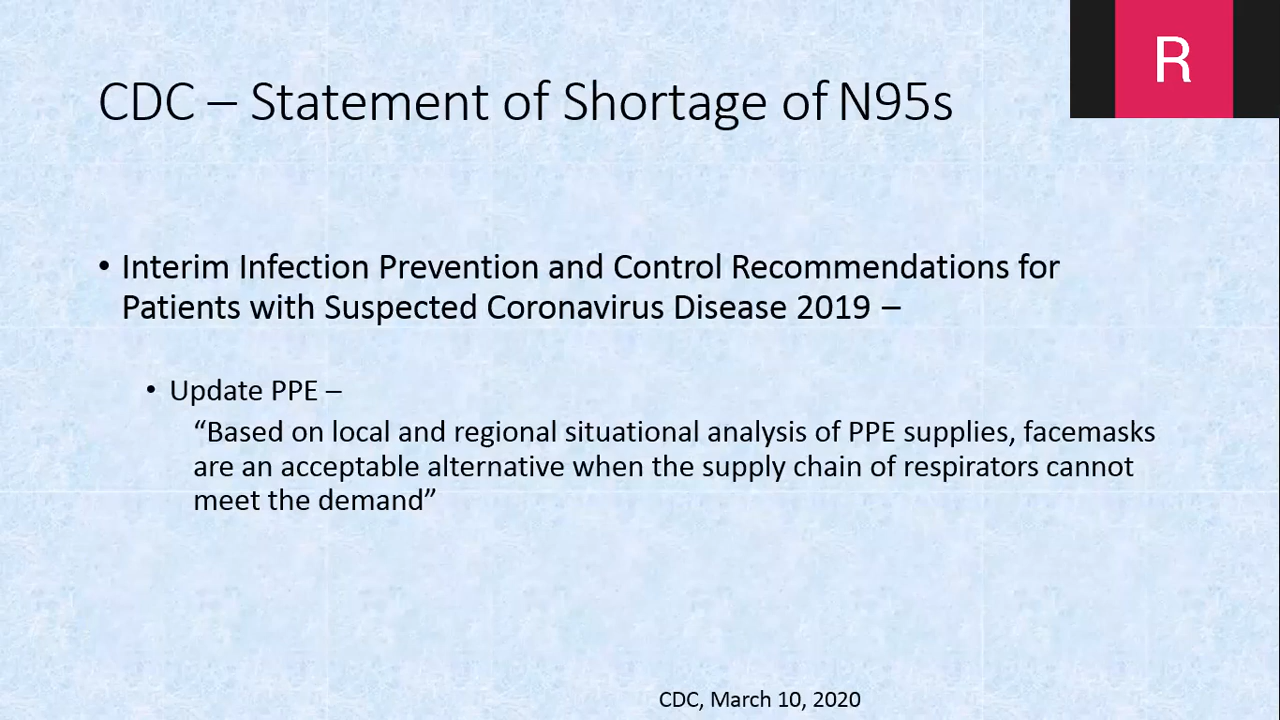 R
CDC – Statement of Shortage of N95s
• Interim Infection Prevention and Control Recommendations for
Patients with Suspected Coronavirus Disease 2019 –
• Update PPE –
“Based on local and regional situational analysis of PPE supplies, facemasks
are an acceptable alternative when the supply chain of respirators cannot
meet the demand”
CDC, March 10, 2020